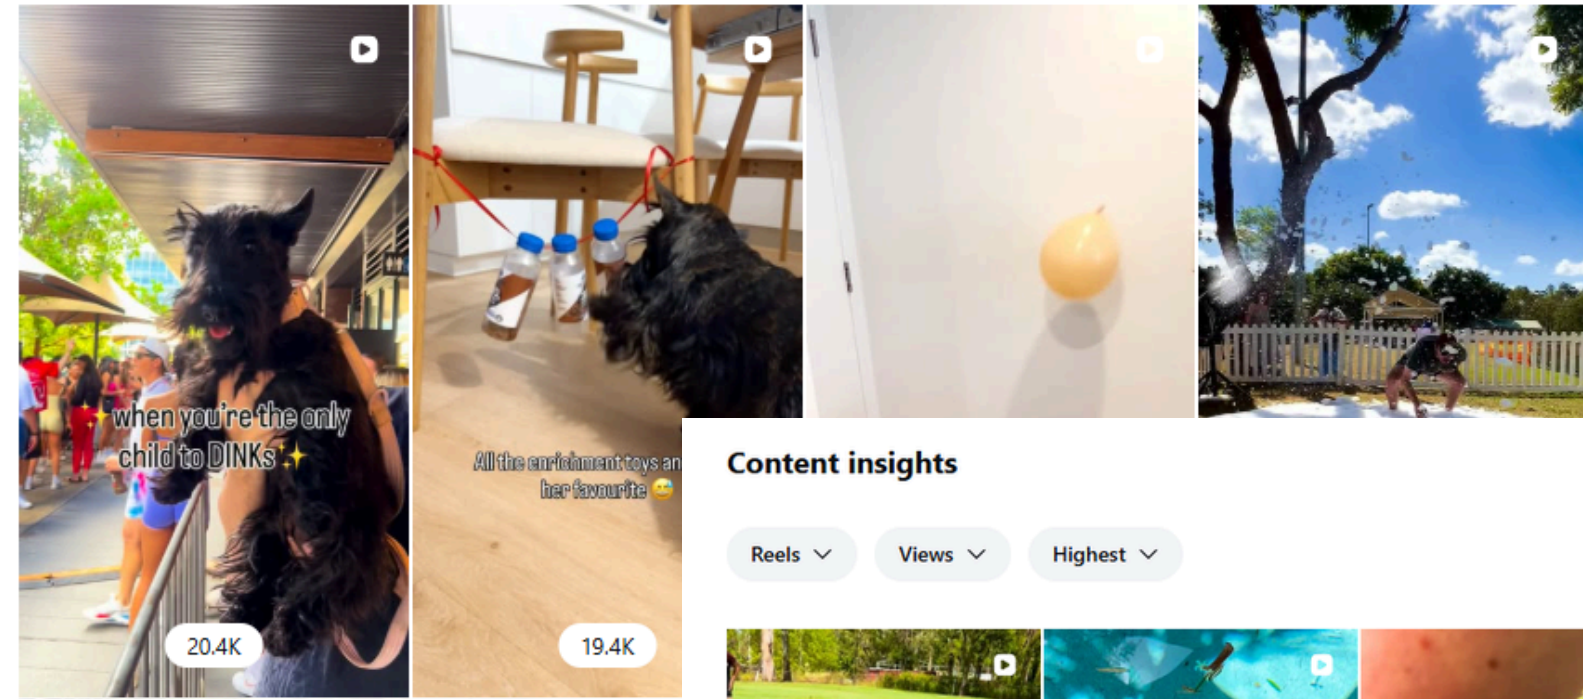 ✨when you're the only
child to DINKs✨
20.4K
All the enrichment toys an
her favourite 😅
19.4K
Content insights
Reels
Views
Highest